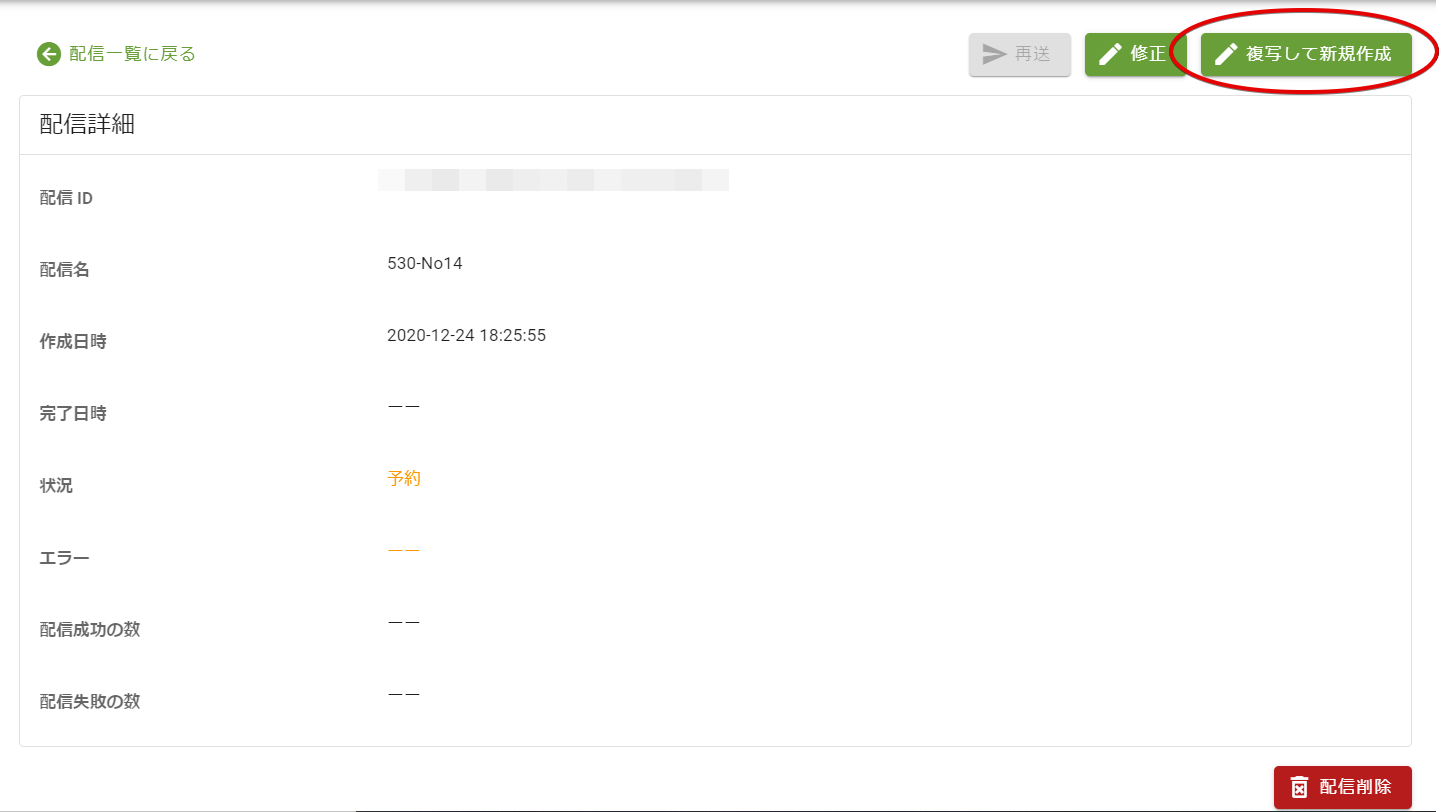 配信一覧に戻る 再送 修正 複写して新規作成
配信詳細
配信 ID
配信名 530-No14
作成日時 2020-12-24 18:25:55
完了日時 ーー
状況 予約
エラー ーー
配信成功の数 ーー
配信失敗の数 ーー
配信削除